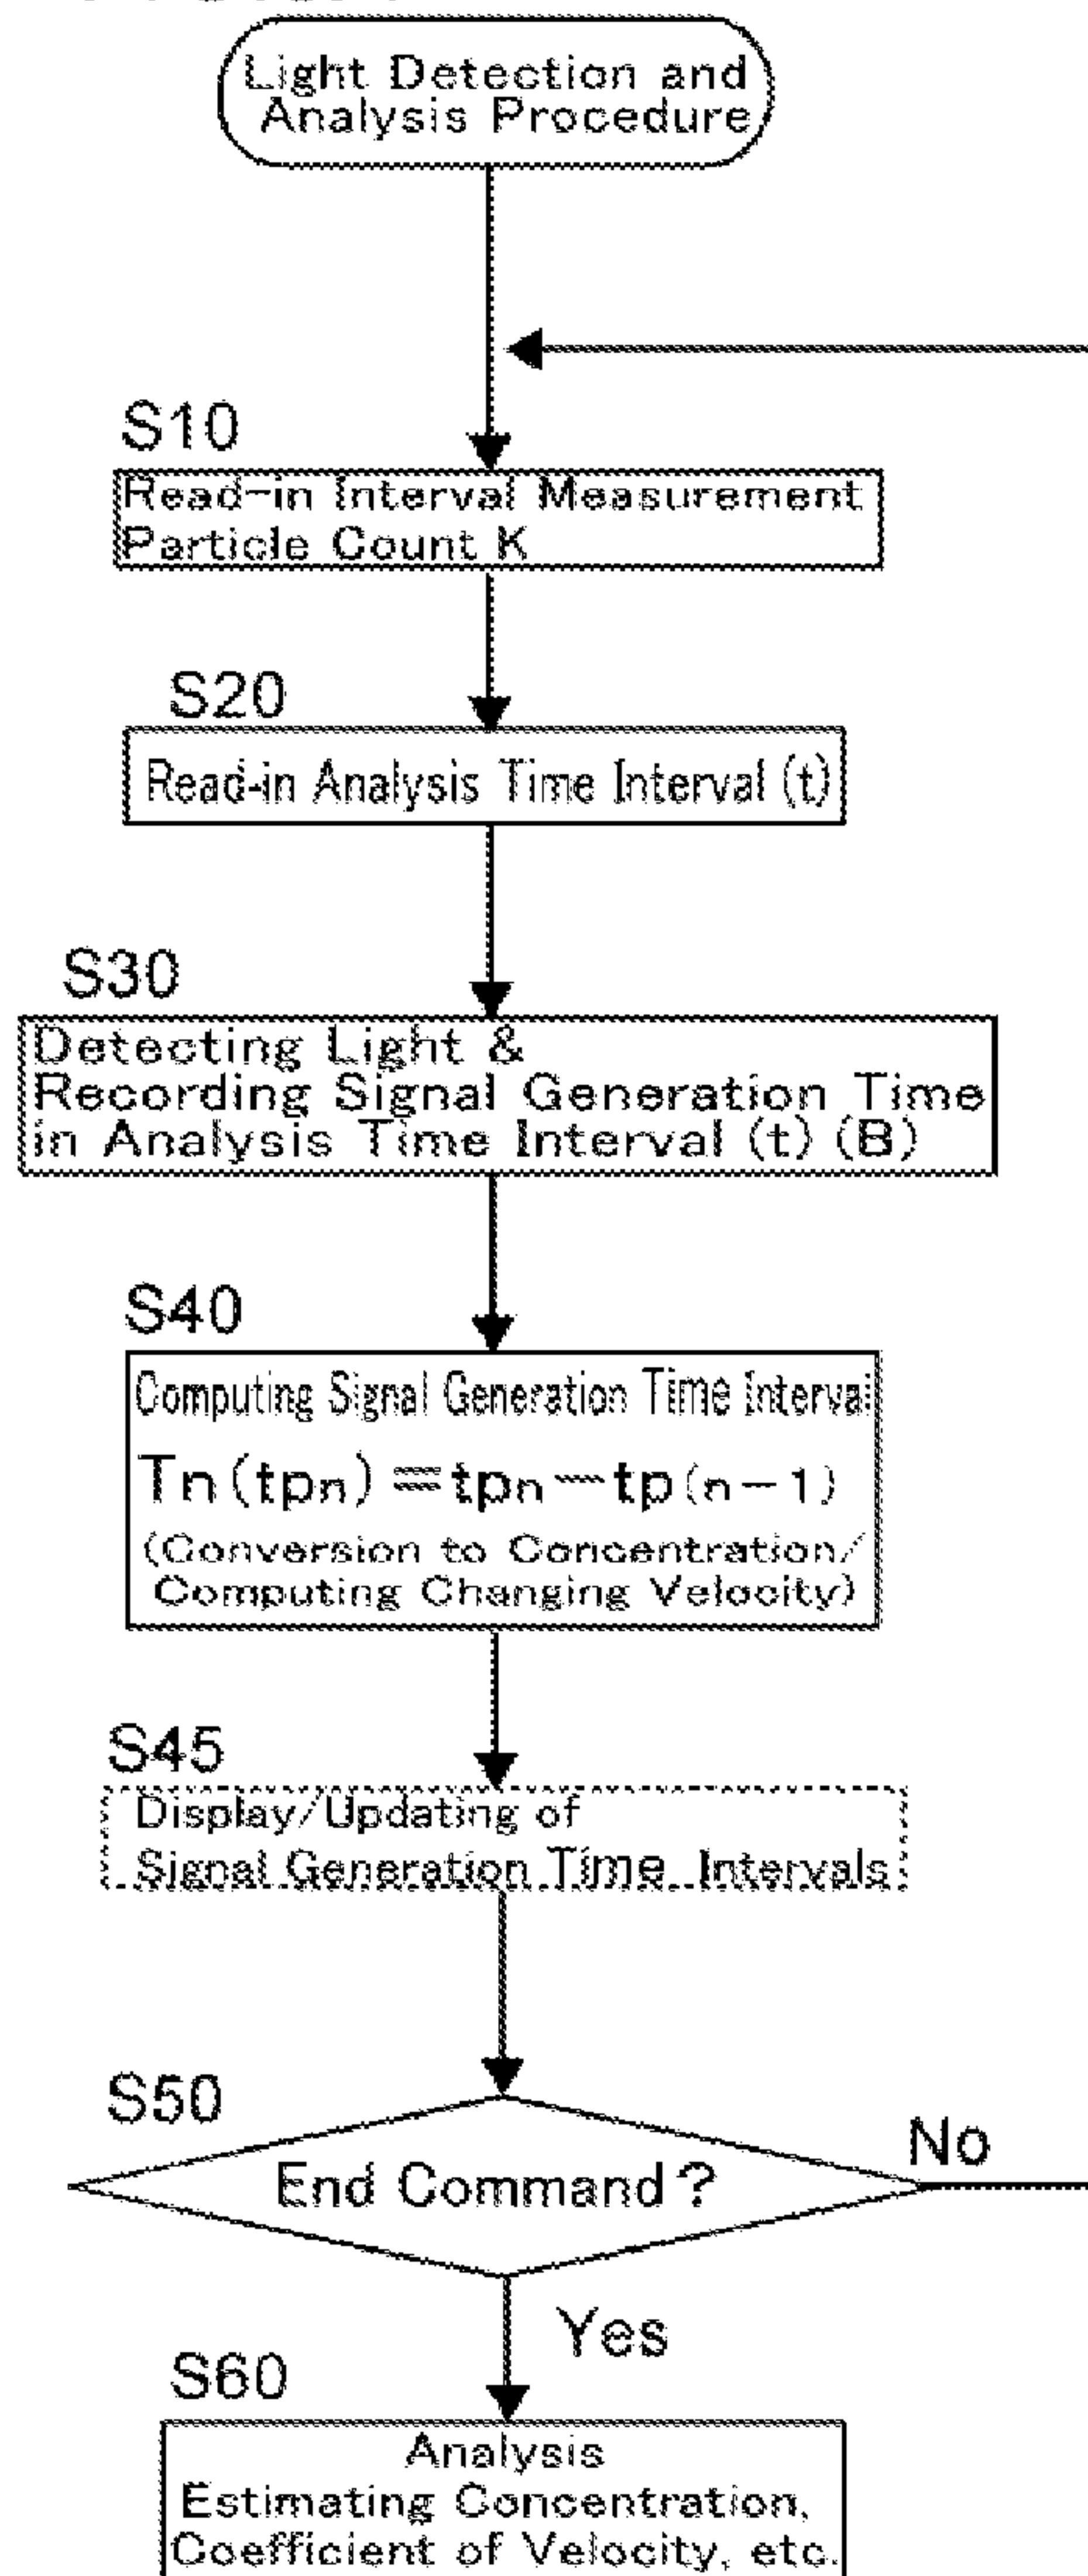 Light Detection and
Analysis Procedure
S10
Read-in Interval Measurement
Particle Count K
S20
Read-in Analysis Time Interval (t)
S30
Detecting Light &
Recording Signal Generation Time
in Analysis Time Interval (t) (B)
S40
Computing Signal Generation Time Interval
Tn(tpn)=tpn-tp(n-1)
(Conversion to Concentration/
Computing Changing Velocity)
S45
Display/Updating of
Signal Generation Time Intervals
S50
End Command?
No
Yes
S60
Analysis
Estimating Concentration,
Coefficient of Velocity, etc.